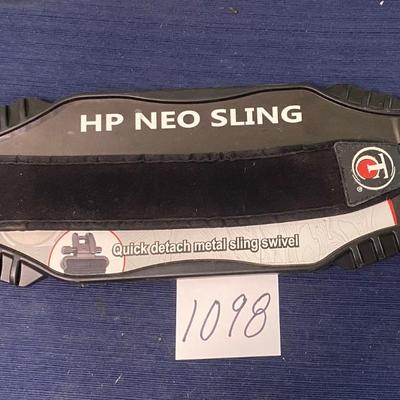 HP NEO SLING
Quick detach metal sling swivel
1098